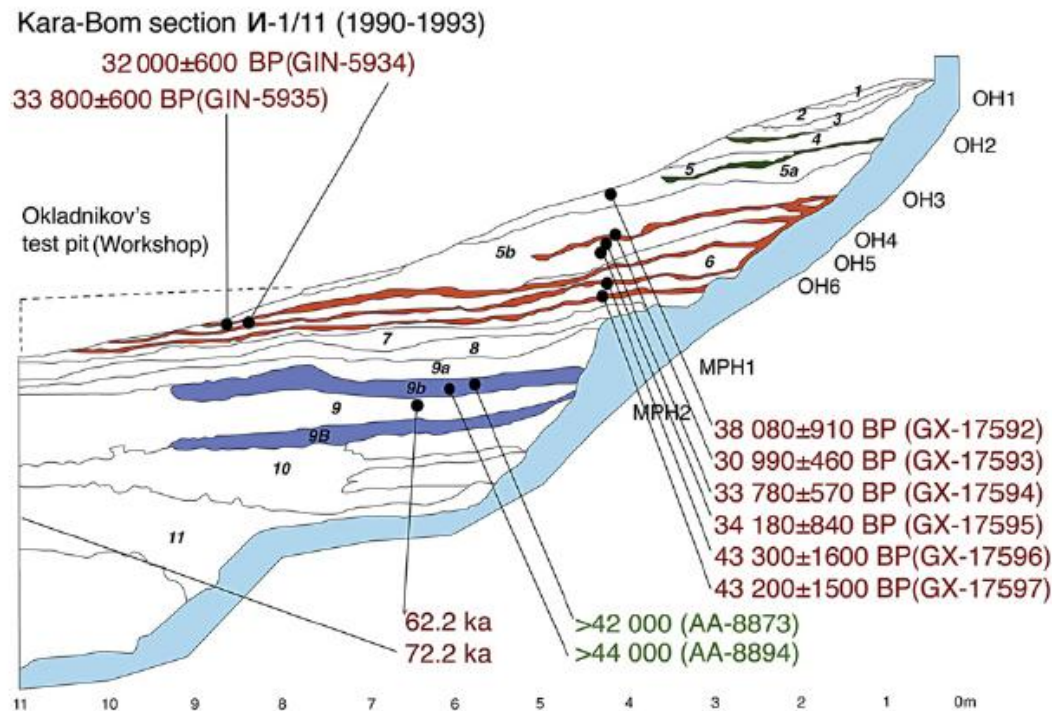 Kara-Bom section И-1/11 (1990-1993)
32 000±600 BP(GIN-5934)
33 800±600 BP(GIN-5935)
1
2
3
4
5
5a
OH1
OH2
OH3
OH4
OH5
OH6
Okladnikov's
test pit (Workshop)
5b
6
7
8
9a
9b
9
9B
10
11
MPH1
MPH2
38 080±910 BP (GX-17592)
30 990±460 BP (GX-17593)
33 780±570 BP (GX-17594)
34 180±840 BP (GX-17595)
43 300±1600 BP(GX-17596)
43 200±1500 BP(GX-17597)
62.2 ka
72.2 ka
>42 000 (AA-8873)
>44 000 (AA-8894)
11 10 9 8 7 6 5 4 3 2 1 0m